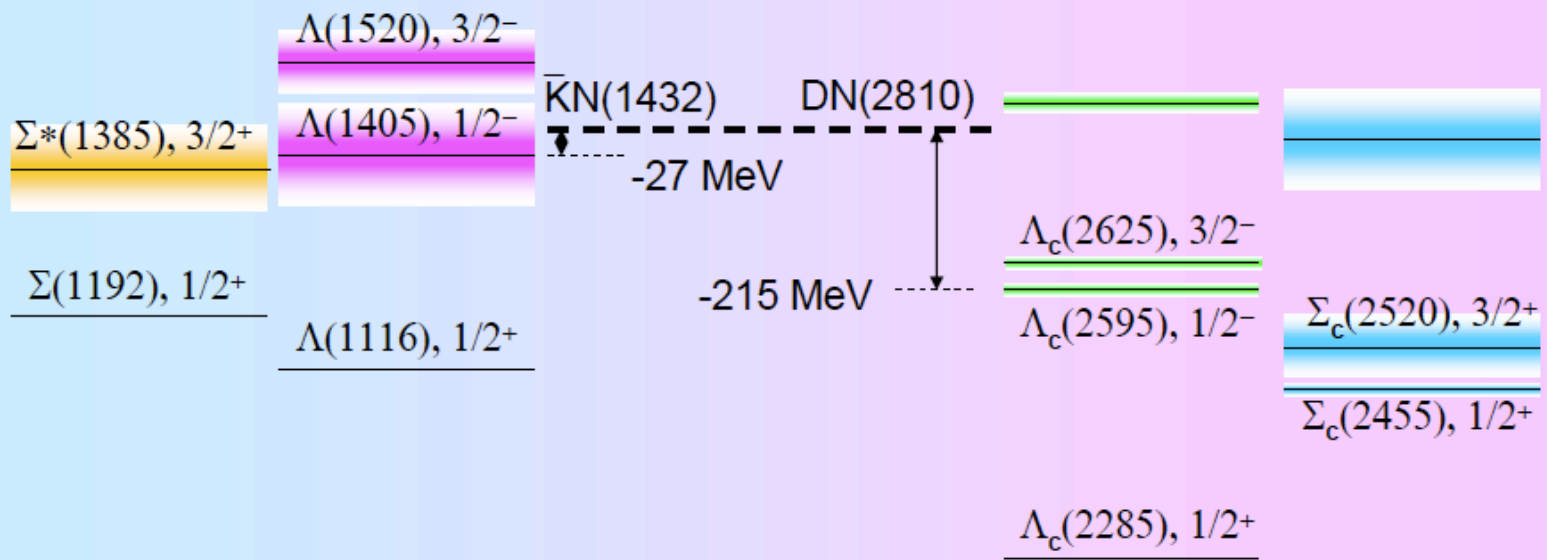 Λ(1520), 3/2⁻
K̅N(1432) DN(2810)
Λ(1405), 1/2⁻
Σ*(1385), 3/2⁺
-27 MeV
Λc(2625), 3/2⁻
Σ(1192), 1/2⁺
-215 MeV
Λc(2595), 1/2⁻
Σc(2520), 3/2⁺
Λ(1116), 1/2⁺
Σc(2455), 1/2⁺
Λc(2285), 1/2⁺